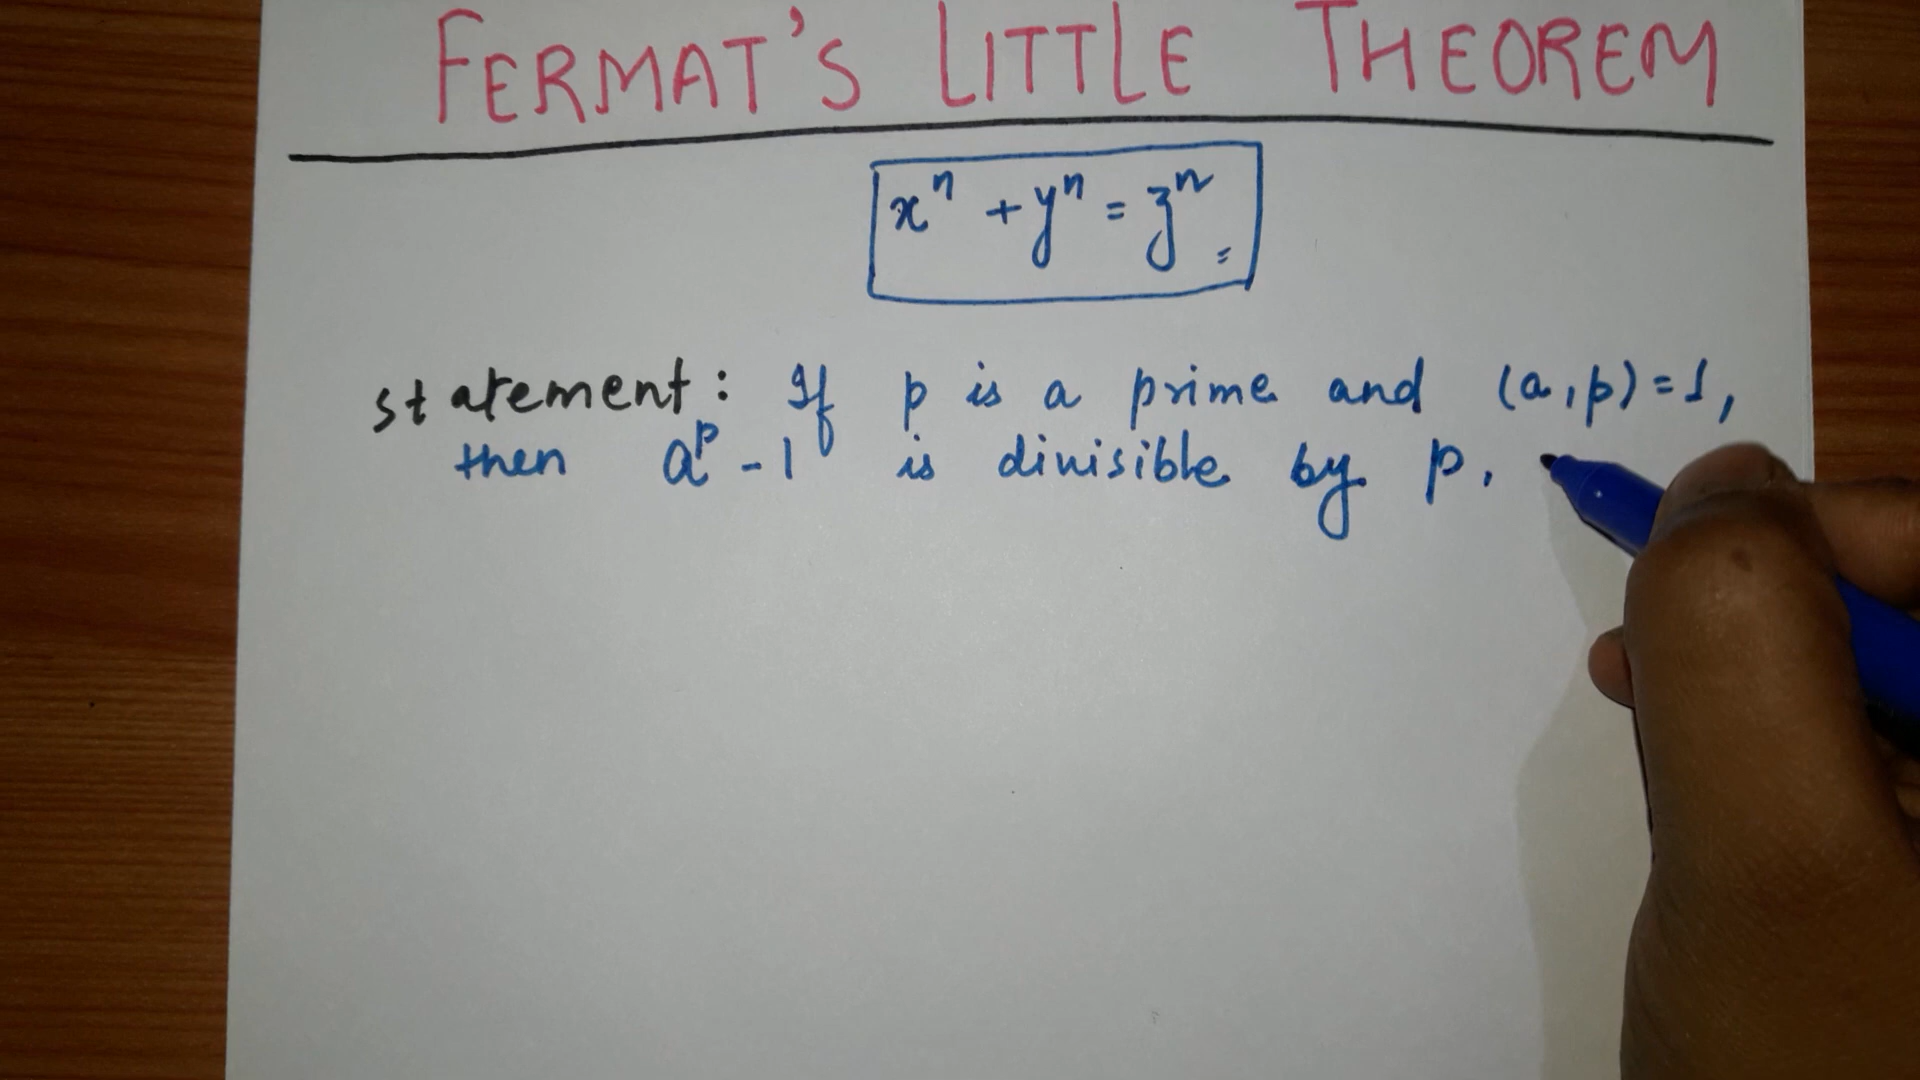 FERMAT'S LITTLE THEOREM
xⁿ + yⁿ = zⁿ
statement: If p is a prime and (a,p)=1,
then aᵖ - 1 is divisible by p.